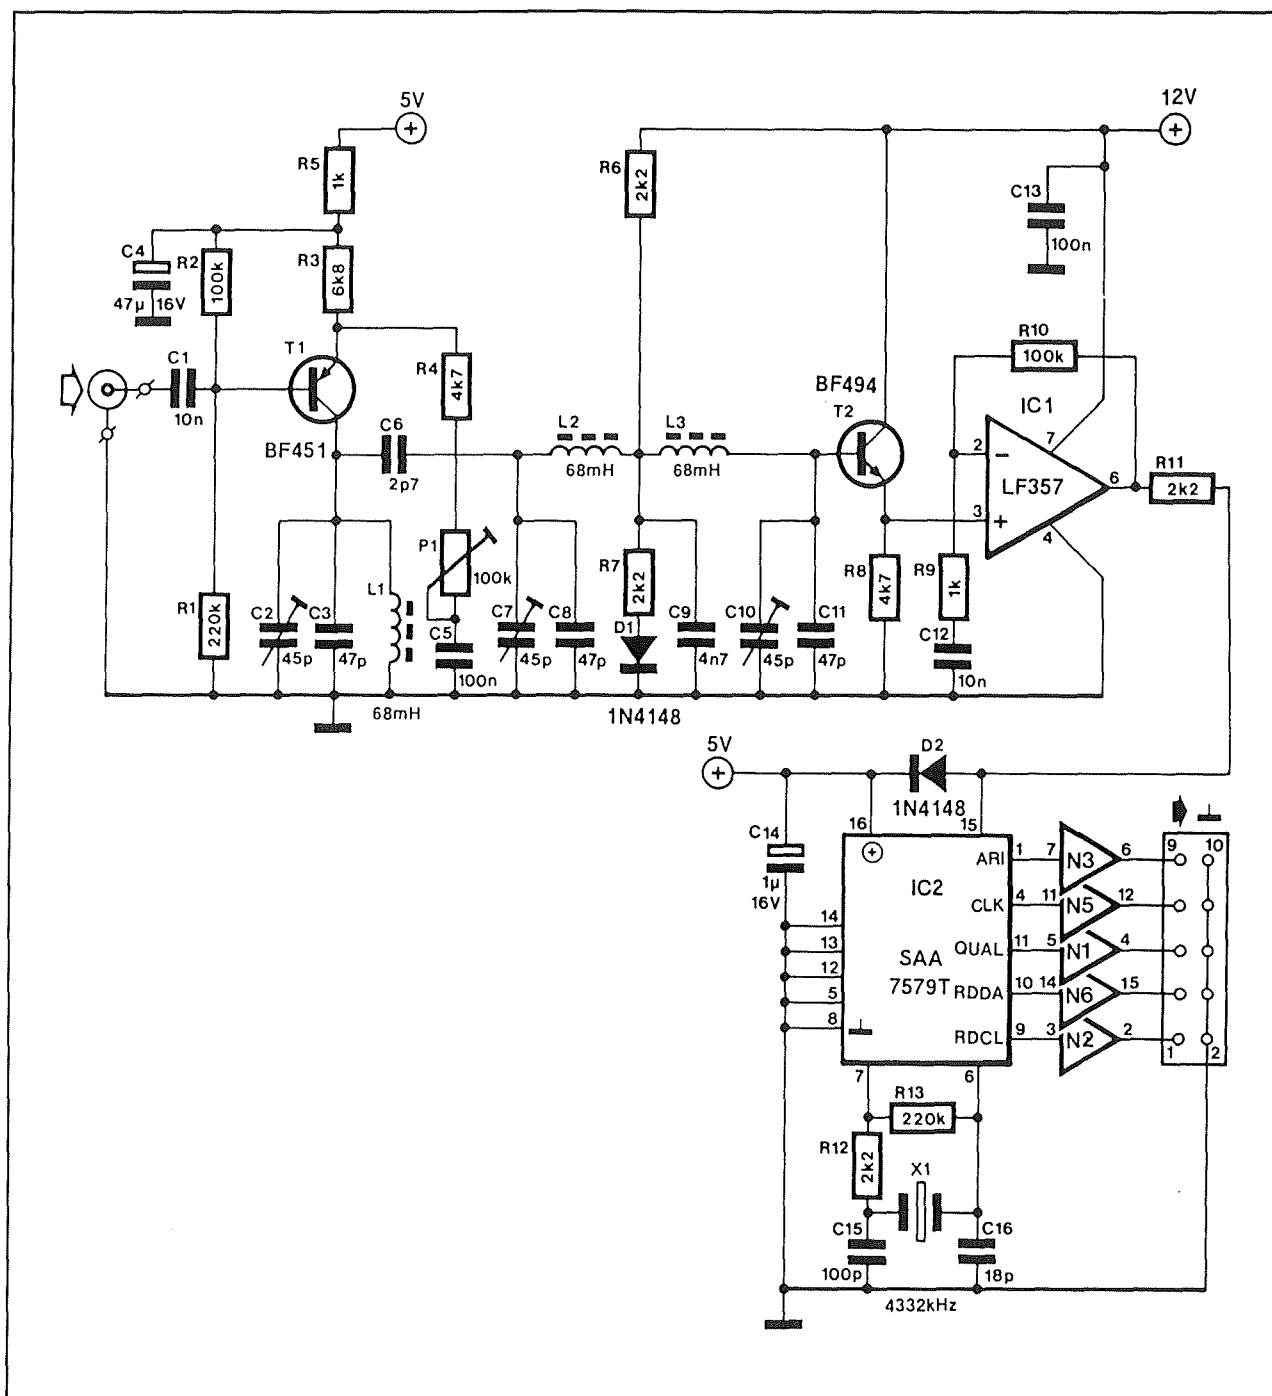 5V
12V
R5
1k
R6
2k2
C13
100n
C4
47µ
16V
R2
100k
R3
6k8
T1
R4
4k7
R10
100k
C1
10n
BF451
C6
2p7
L2
68mH
L3
68mH
BF494
T2
IC1
7
2
−
LF357
6
3
+
4
R11
2k2
R1
220k
C2
45p
C3
47p
L1
68mH
P1
100k
C5
100n
C7
45p
C8
47p
R7
2k2
D1
1N4148
C9
4n7
C10
45p
C11
47p
R8
4k7
R9
1k
C12
10n
5V
D2
1N4148
C14
1µ
16V
16
15
+
IC2
SAA
7579T
14
13
12
5
8
ARI 1 7 N3 6 9 10
CLK 4 11 N5 12
QUAL 11 5 N1 4
RDDA 10 14 N6 15
RDCL 9 3 N2 2 1 2
7
6
R13
220k
R12
2k2
X1
C15
100p
C16
18p
4332kHz